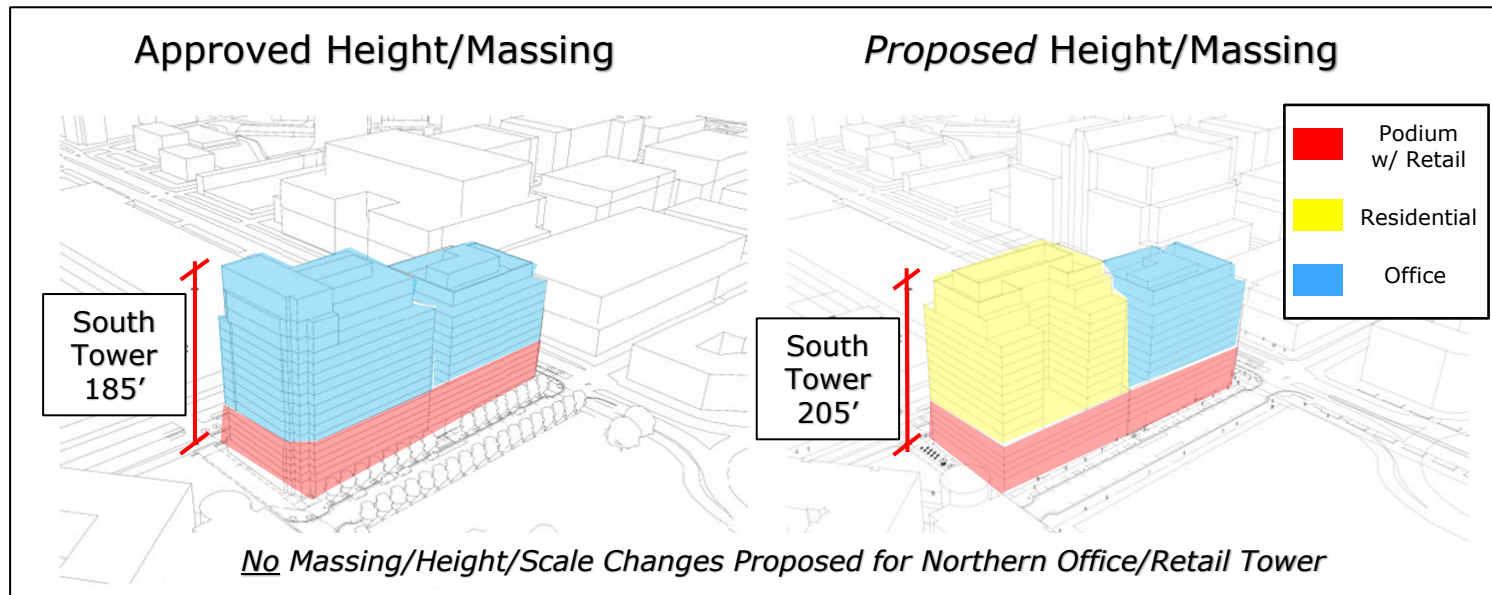 Approved Height/Massing
Proposed Height/Massing
Podium
w/ Retail
Residential
Office
South
Tower
185’
South
Tower
205’
No Massing/Height/Scale Changes Proposed for Northern Office/Retail Tower